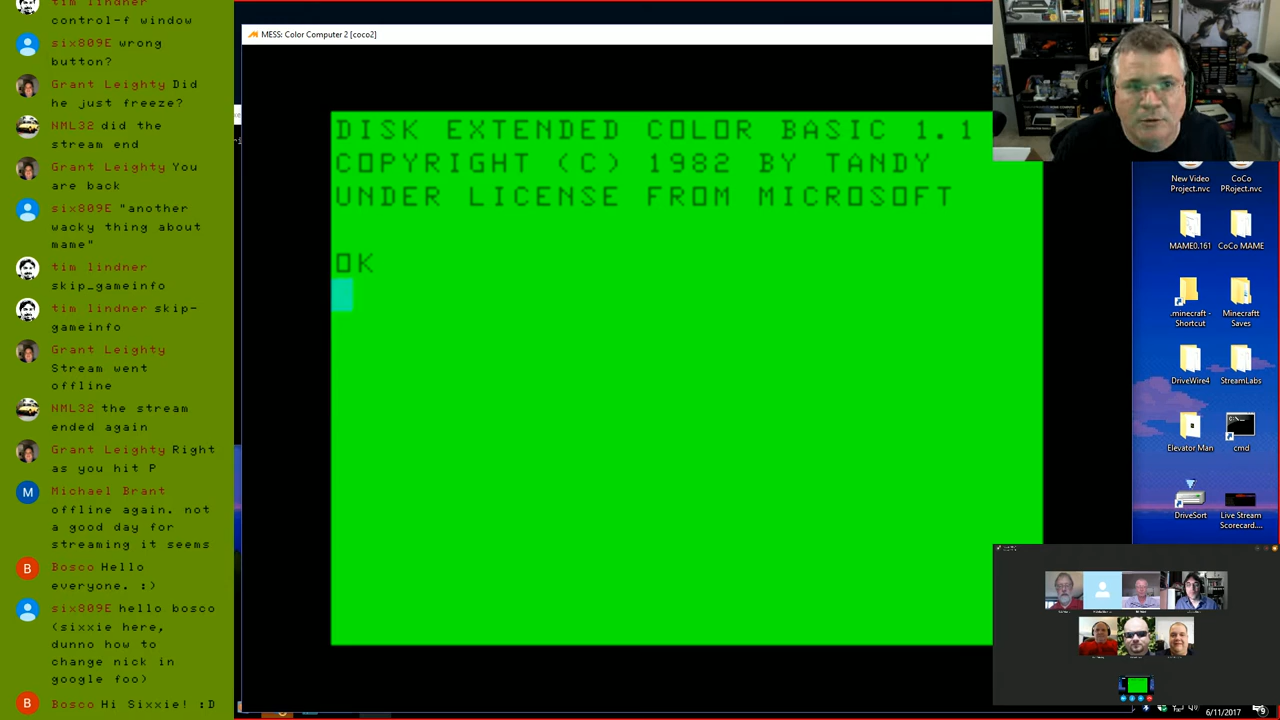 tim lindner
control-f window
six809E wrong
button?
Grant Leighty Did
he just freeze?
NML32 did the
stream end
Grant Leighty You
are back
six809E "another
wacky thing about
mame"
tim lindner
skip_gameinfo
tim lindner skip-
gameinfo
Grant Leighty
Stream went
offline
NML32 the stream
ended again
Grant Leighty Right
as you hit P
M
Michael Brant
offline again. not
a good day for
streaming it seems
B
Bosco Hello
everyone. :)
six809E hello bosco
(sixxie here,
dunno how to
change nick in
google foo)
B
Bosco Hi Sixxie! :D
MESS: Color Computer 2 [coco2]
DISK EXTENDED COLOR BASIC 1.1
COPYRIGHT (C) 1982 BY TANDY
UNDER LICENSE FROM MICROSOFT
OK
New Video
Project.nvc
CoCo
PRoject.nvc
MAME0.161
CoCo MAME
.minecraft -
Shortcut
Minecraftt
Saves
DriveWire4
StreamLabs
Elevator Man
cmd
DriveSort
Live Stream
Scorecard....
6/11/2017